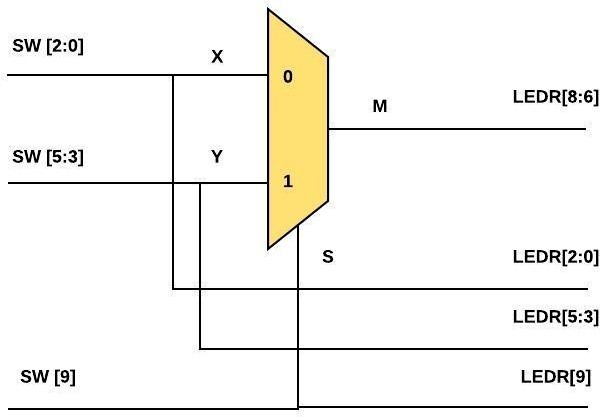 SW [2:0]
X
0
LEDR[8:6]
M
SW [5:3]
Y
1
S
LEDR[2:0]
LEDR[5:3]
SW [9]
LEDR[9]